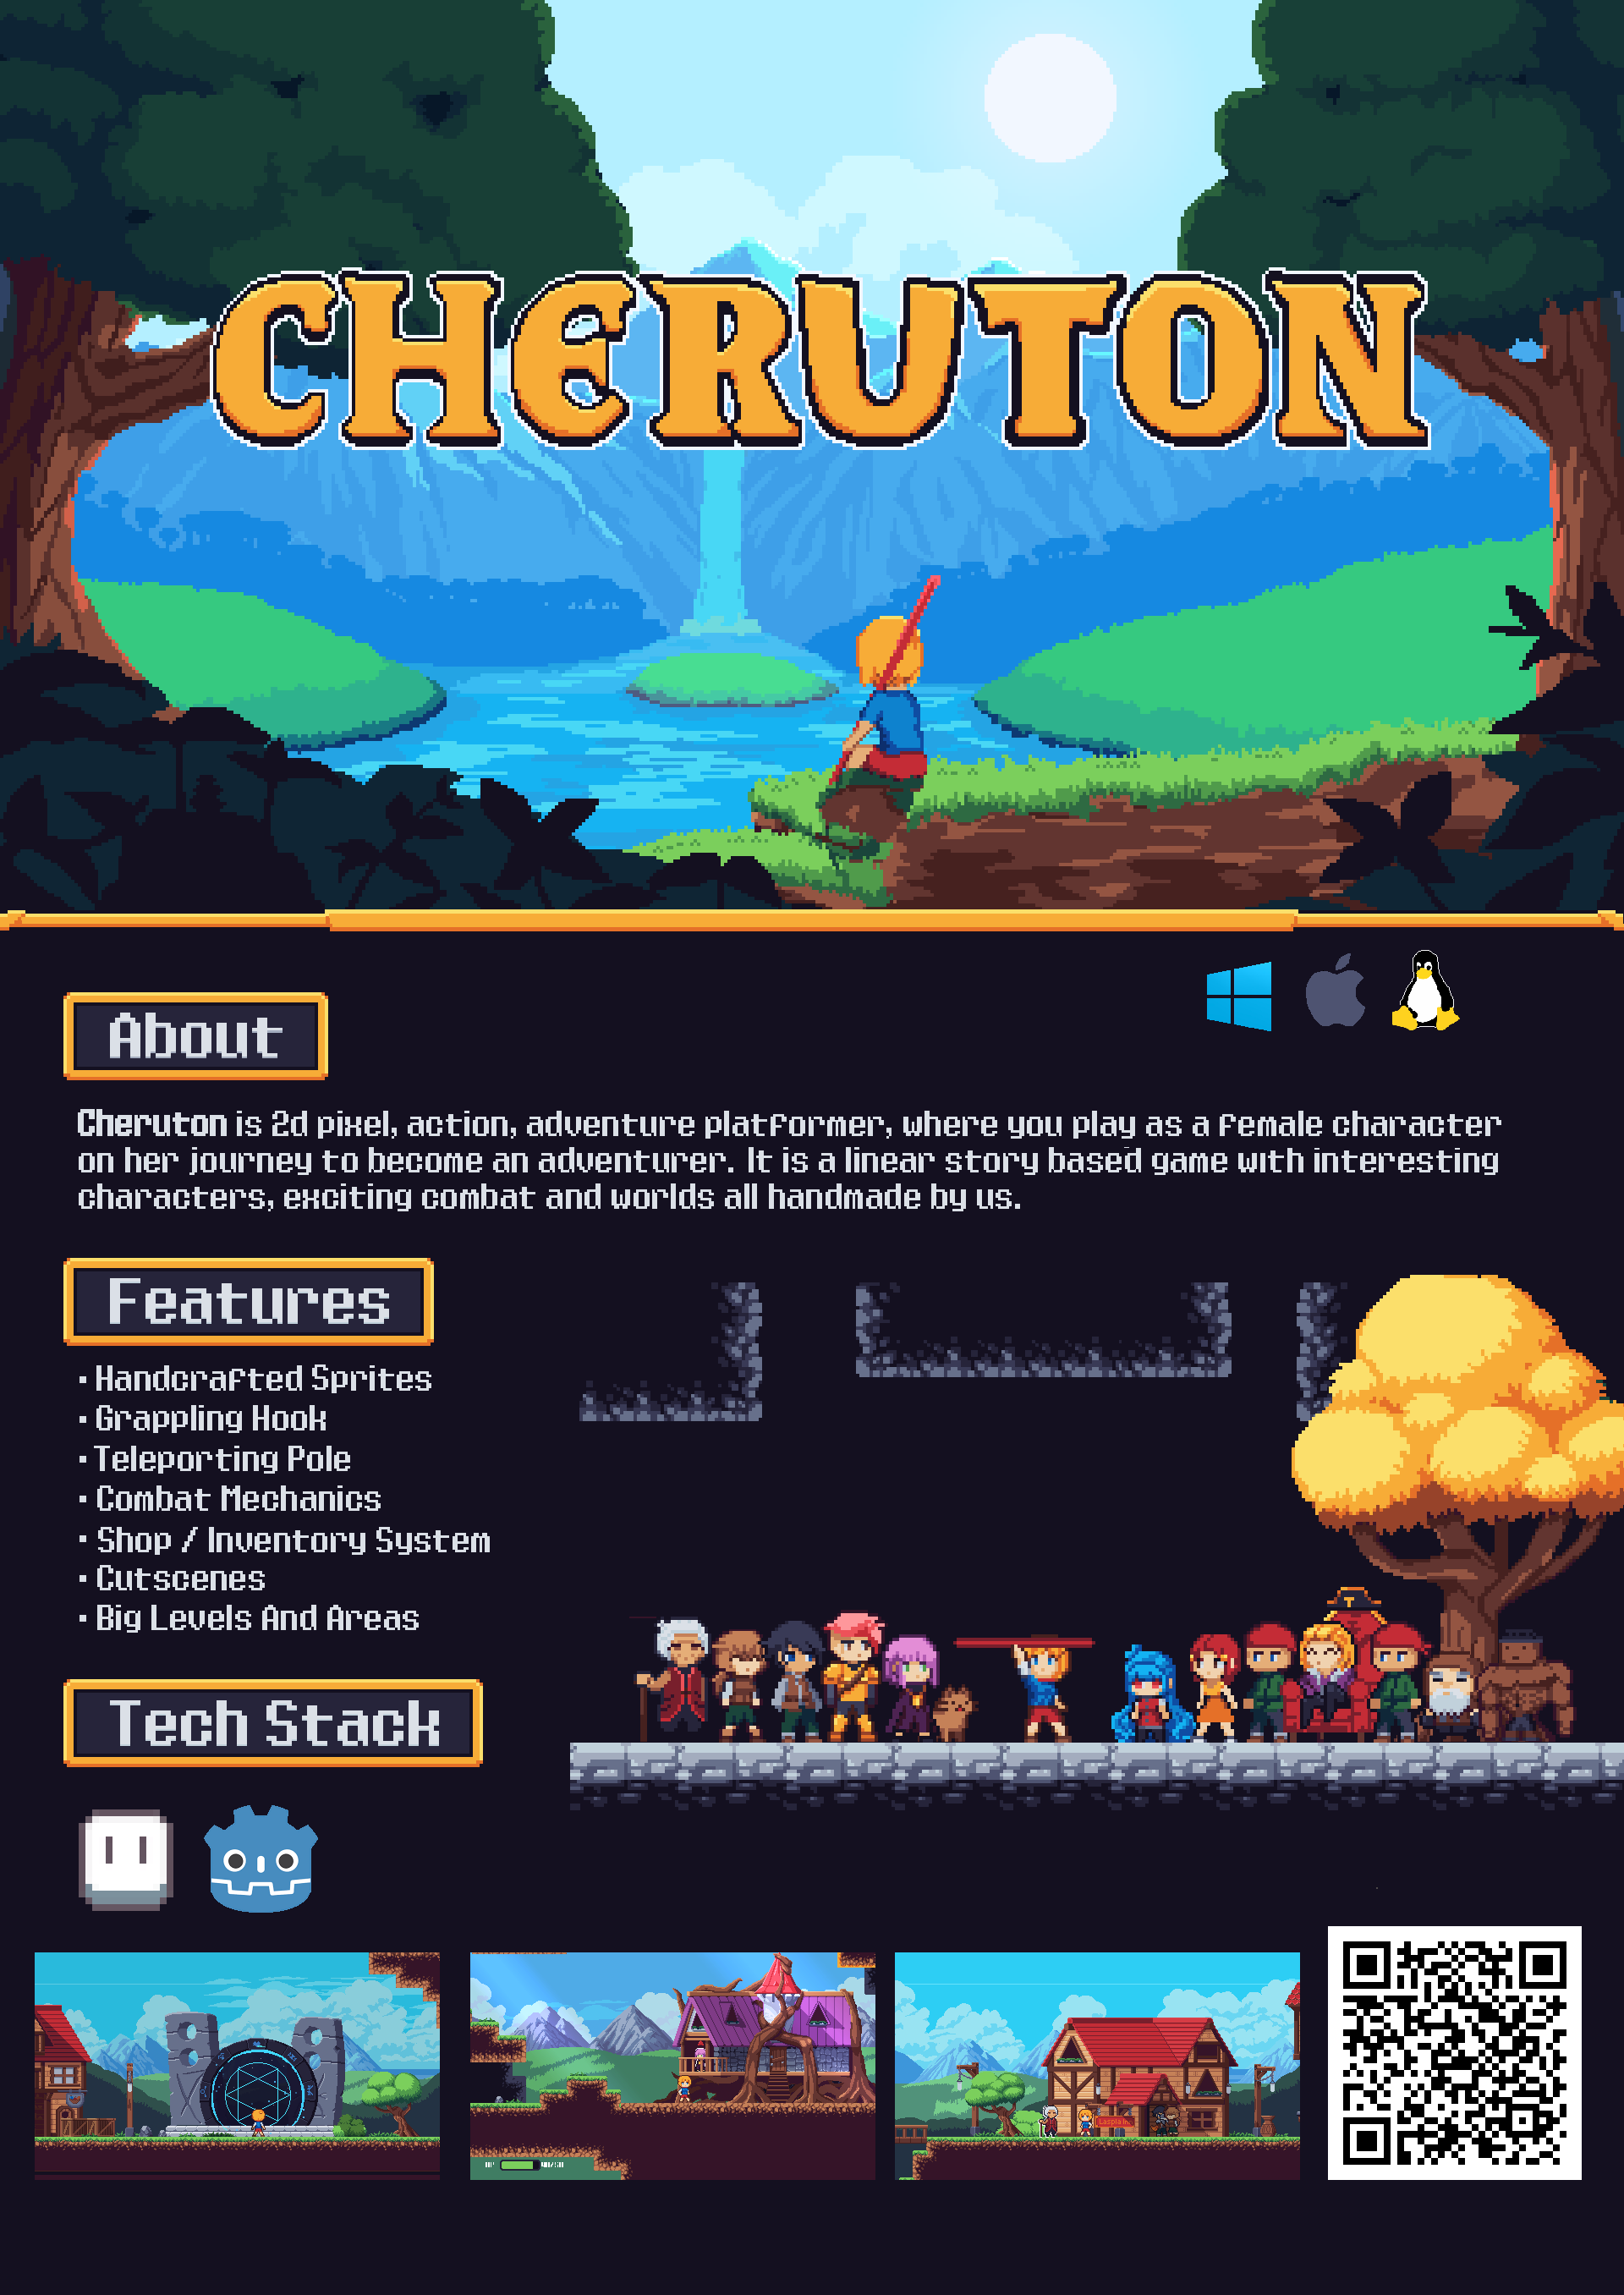 CHERUTON
About
Cheruton is 2d pixel, action, adventure platformer, where you play as a female character
on her journey to become an adventurer. It is a linear story based game with interesting
characters, exciting combat and worlds all handmade by us.
Features
· Handcrafted Sprites
· Grappling Hook
· Teleporting Pole
· Combat Mechanics
· Shop / Inventory System
· Cutscenes
· Big Levels And Areas
T
Tech Stack